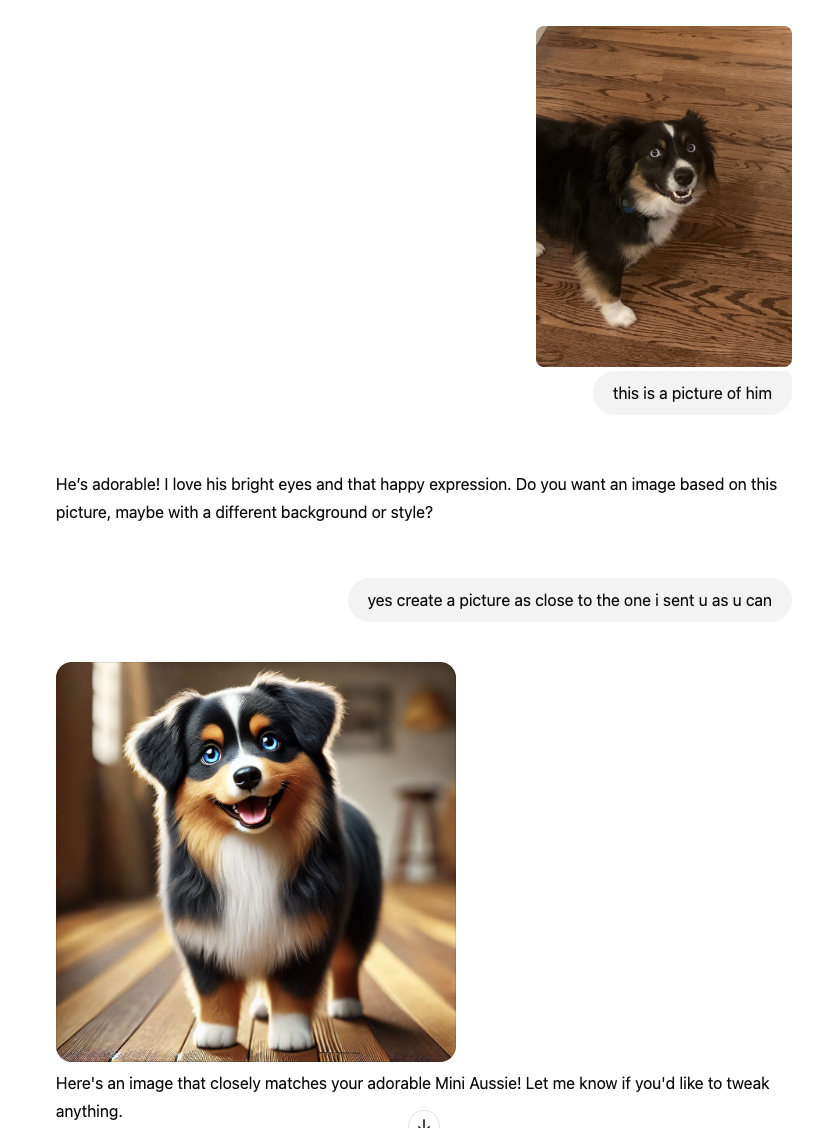 this is a picture of him
He’s adorable! I love his bright eyes and that happy expression. Do you want an image based on this
picture, maybe with a different background or style?
yes create a picture as close to the one i sent u as u can
Here's an image that closely matches your adorable Mini Aussie! Let me know if you'd like to tweak
anything.